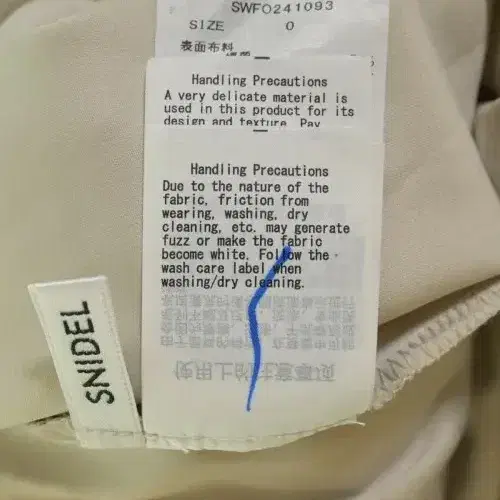 SWFO241093
SIZE 0
表面布料
Handling Precautions
A very delicate material is
used in this product for its
design and texture. Pay
Handling Precautions
Due to the nature of the
fabric, friction from
wearing, washing, dry
cleaning, etc. may generate
fuzz or make the fabric
become white. Follow the
wash care label when
washing/dry cleaning.
SNIDEL